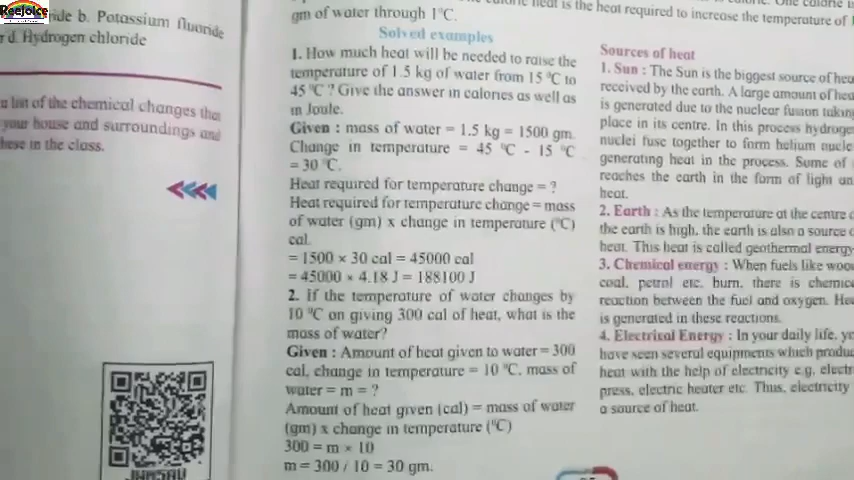 Reejoice
ide b. Potassium fluoride
r d. Hydrogen chloride
a list of the chemical changes that
your house and surroundings and
hese in the class.
gm of water through 1°C.
Solved examples
1. How much heat will be needed to raise the
temperature of 1.5 kg of water from 15 °C to
45 °C ? Give the answer in calories as well as
in Joule.
Given : mass of water = 1.5 kg = 1500 gm.
Change in temperature = 45 °C - 15 °C
= 30 °C.
Heat required for temperature change = ?
Heat required for temperature change = mass
of water (gm) x change in temperature (°C)
cal.
= 1500 × 30 cal = 45000 cal
= 45000 × 4.18 J = 188100 J
2. If the temperature of water changes by
10 °C on giving 300 cal of heat, what is the
mass of water?
Given : Amount of heat given to water = 300
cal, change in temperature = 10 °C, mass of
water = m = ?
Amount of heat given (cal) = mass of water
(gm) x change in temperature (°C)
300 = m × 10
m = 300 / 10 = 30 gm.
heat is the heat required to increase the temperature of
Sources of heat
1. Sun : The Sun is the biggest source of hea
received by the earth. A large amount of hea
is generated due to the nuclear fusion taking
place in its centre. In this process hydroge
nuclei fuse together to form helium nucle
generating heat in the process. Some of
reaches the earth in the form of light an
heat.
2. Earth : As the temperature at the centre o
the earth is high, the earth is also a source o
heat. This heat is called geothermal energy
3. Chemical energy : When fuels like woo
coal, petrol etc. burn, there is chemic
reaction between the fuel and oxygen. He
is generated in these reactions.
4. Electrical Energy : In your daily life, yo
have seen several equipments which produc
heat with the help of electricity e.g. electr
press, electric heater etc. Thus, electricity
a source of heat.